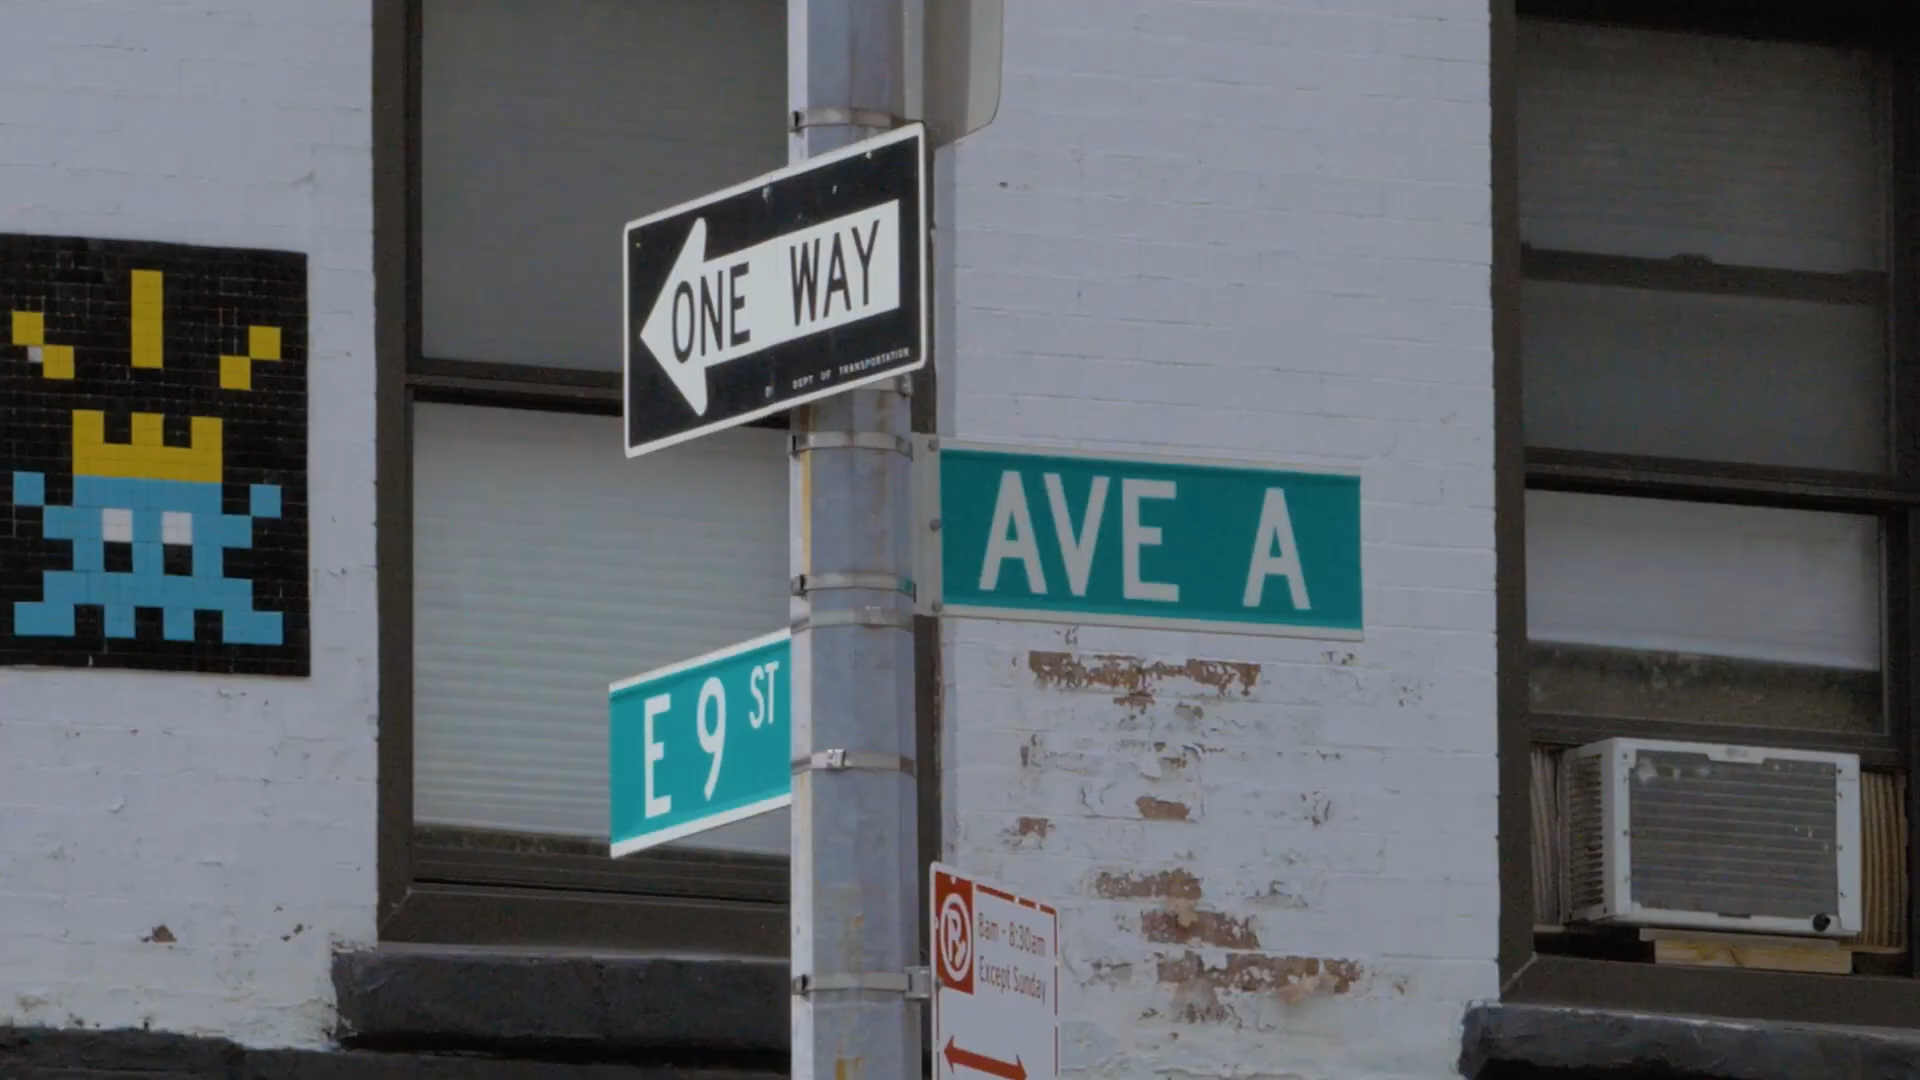 ONE WAY
DEPT OF TRANSPORTATION
AVE A
E 9 ST
8am - 8:30am
Except Sunday